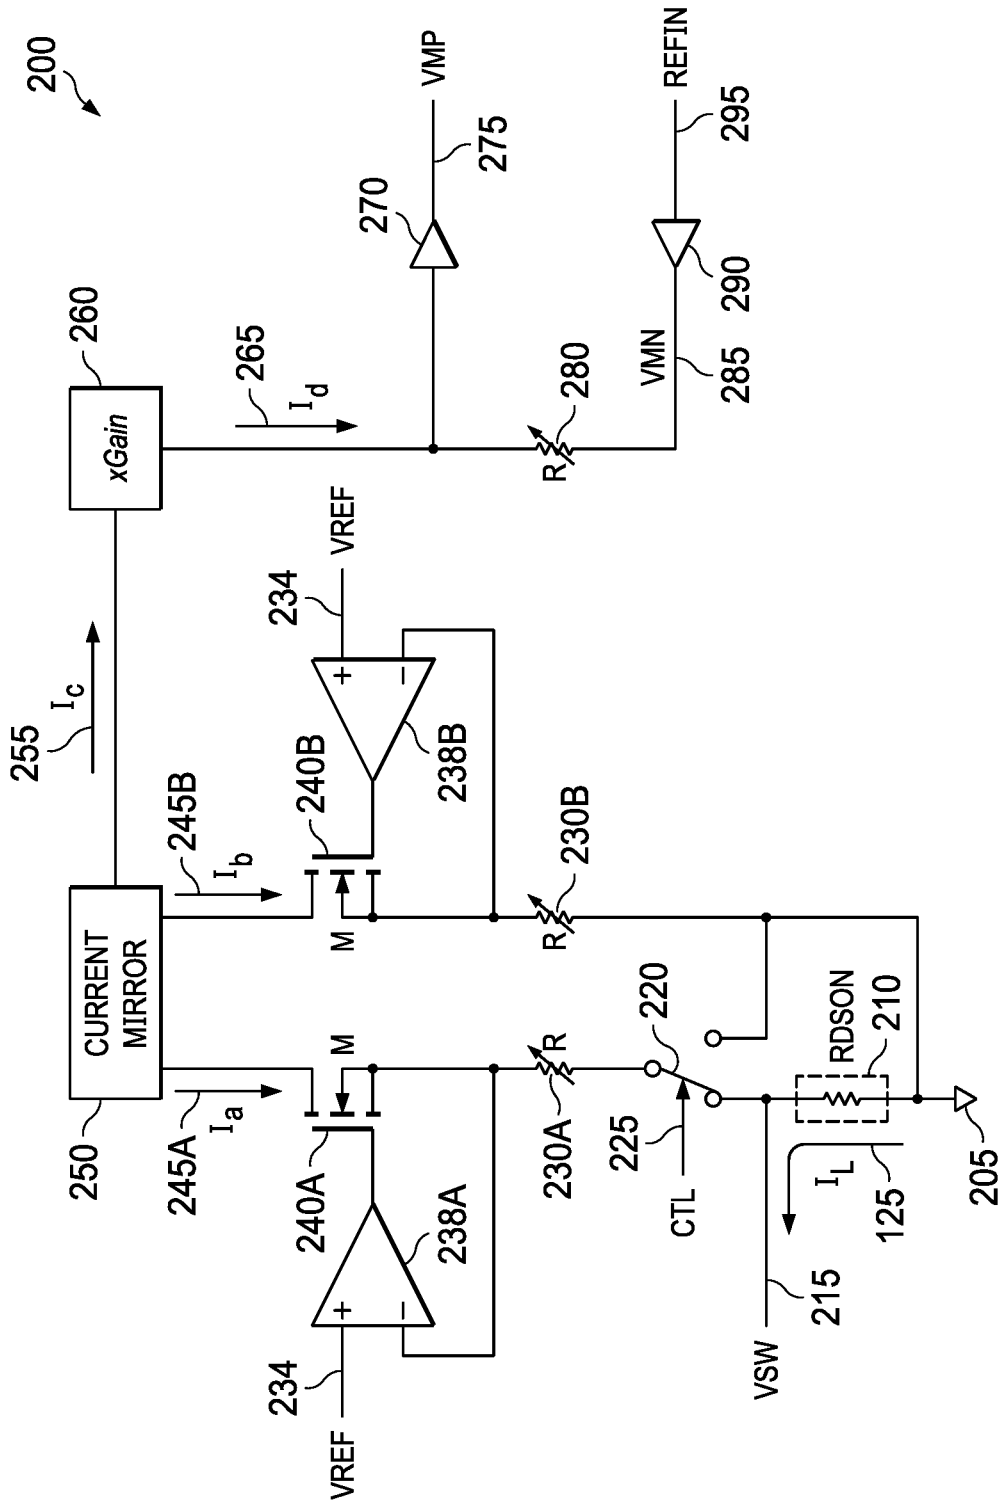 200
250
CURRENT
MIRROR
255
Ic
260
xGain
245A
Ia
245B
Ib
265
Id
VREF
234
+
−
238A
240A
M
M
240B
238B
+
−
234
VREF
270
275
VMP
230A
R
R
230B
R
280
VMN
285
290
295
REFIN
CTL
225
220
VSW
215
RDSON
210
IL
125
205